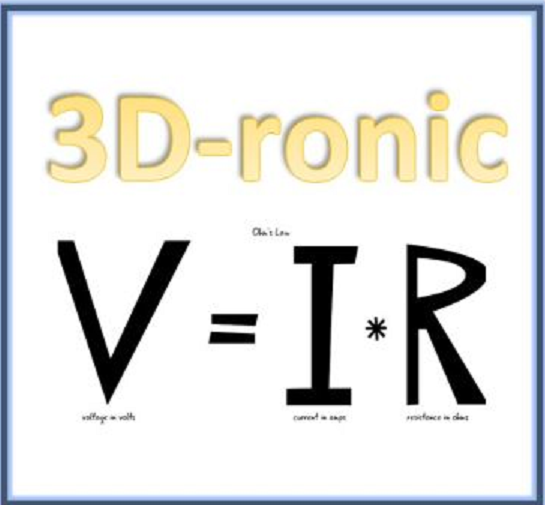 3D-ronic
Ohm's Law
V = I * R
voltage in volts current in amps resistance in ohms